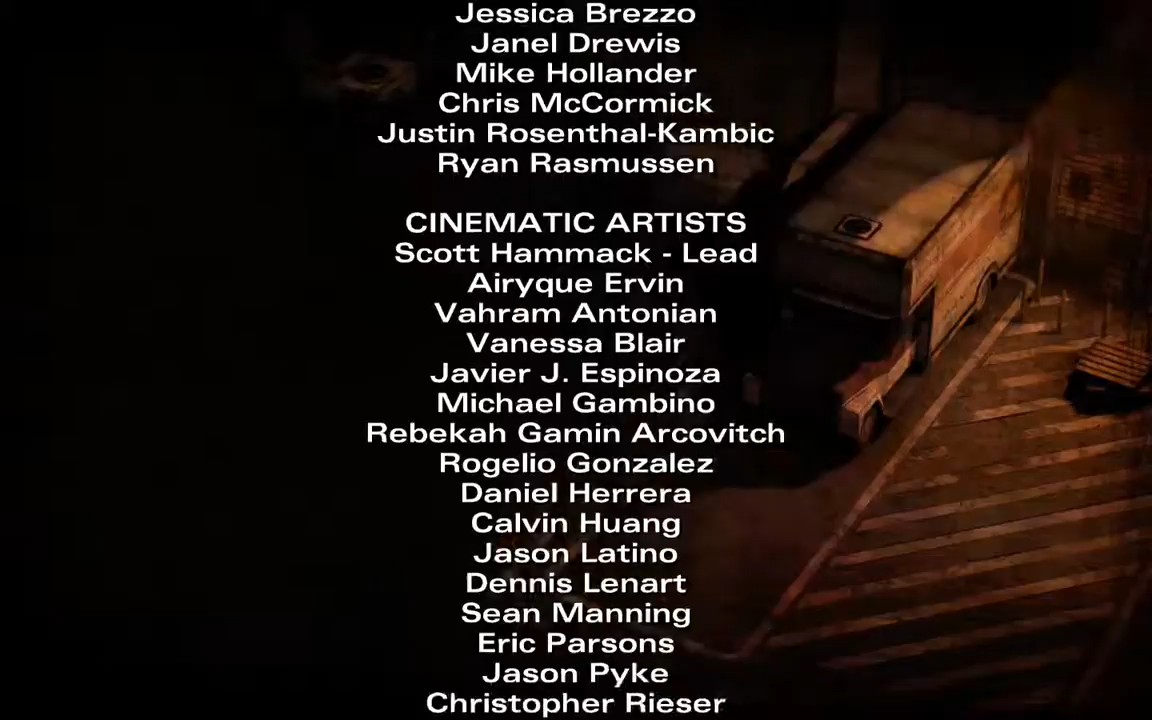 Jessica Brezzo
Janel Drewis
Mike Hollander
Chris McCormick
Justin Rosenthal-Kambic
Ryan Rasmussen
CINEMATIC ARTISTS
Scott Hammack - Lead
Airyque Ervin
Vahram Antonian
Vanessa Blair
Javier J. Espinoza
Michael Gambino
Rebekah Gamin Arcovitch
Rogelio Gonzalez
Daniel Herrera
Calvin Huang
Jason Latino
Dennis Lenart
Sean Manning
Eric Parsons
Jason Pyke
Christopher Rieser